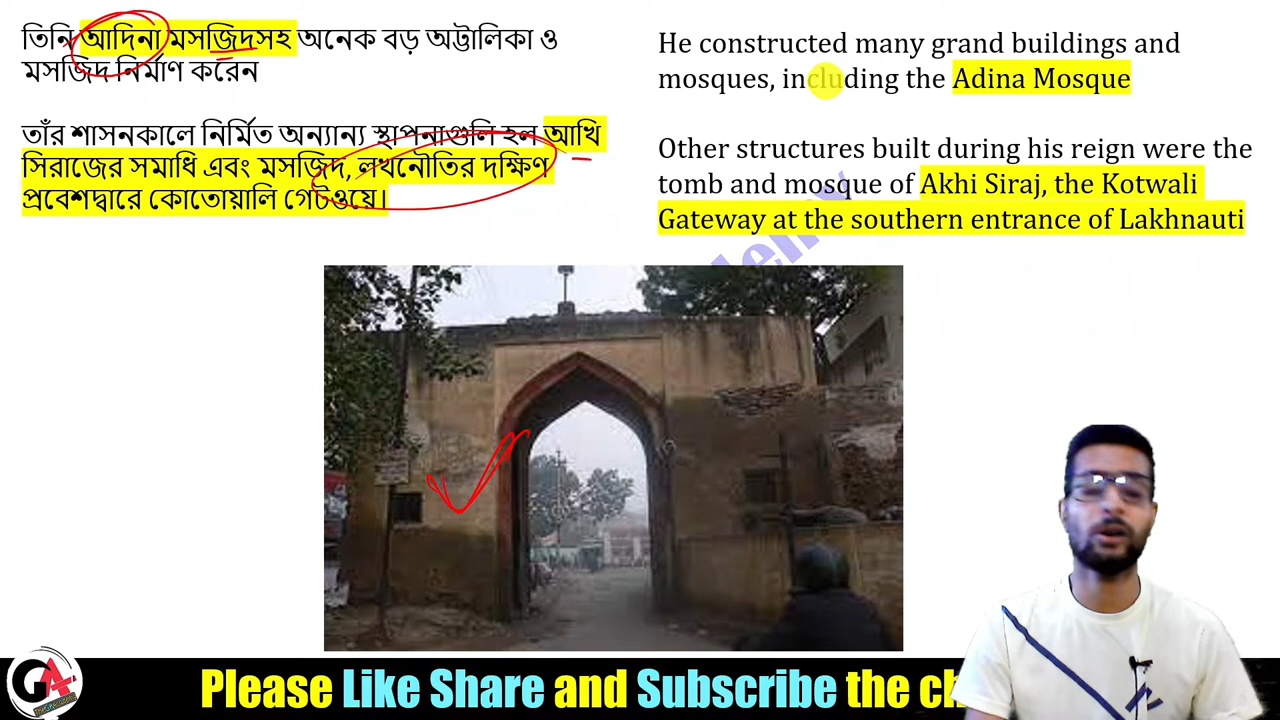 তিনি আদিনা মসজিদসহ অনেক বড় অট্টালিকা ও
মসজিদ নির্মাণ করেন
তাঁর শাসনকালে নির্মিত অন্যান্য স্থাপনাগুলি হল আখি
সিরাজের সমাধি এবং মসজিদ, লখনৌতির দক্ষিণ
প্রবেশদ্বারে কোতোয়ালি গেটওয়ে।
He constructed many grand buildings and
mosques, including the Adina Mosque
Other structures built during his reign were the
tomb and mosque of Akhi Siraj, the Kotwali
Gateway at the southern entrance of Lakhnauti
Please Like Share and Subscribe the ch